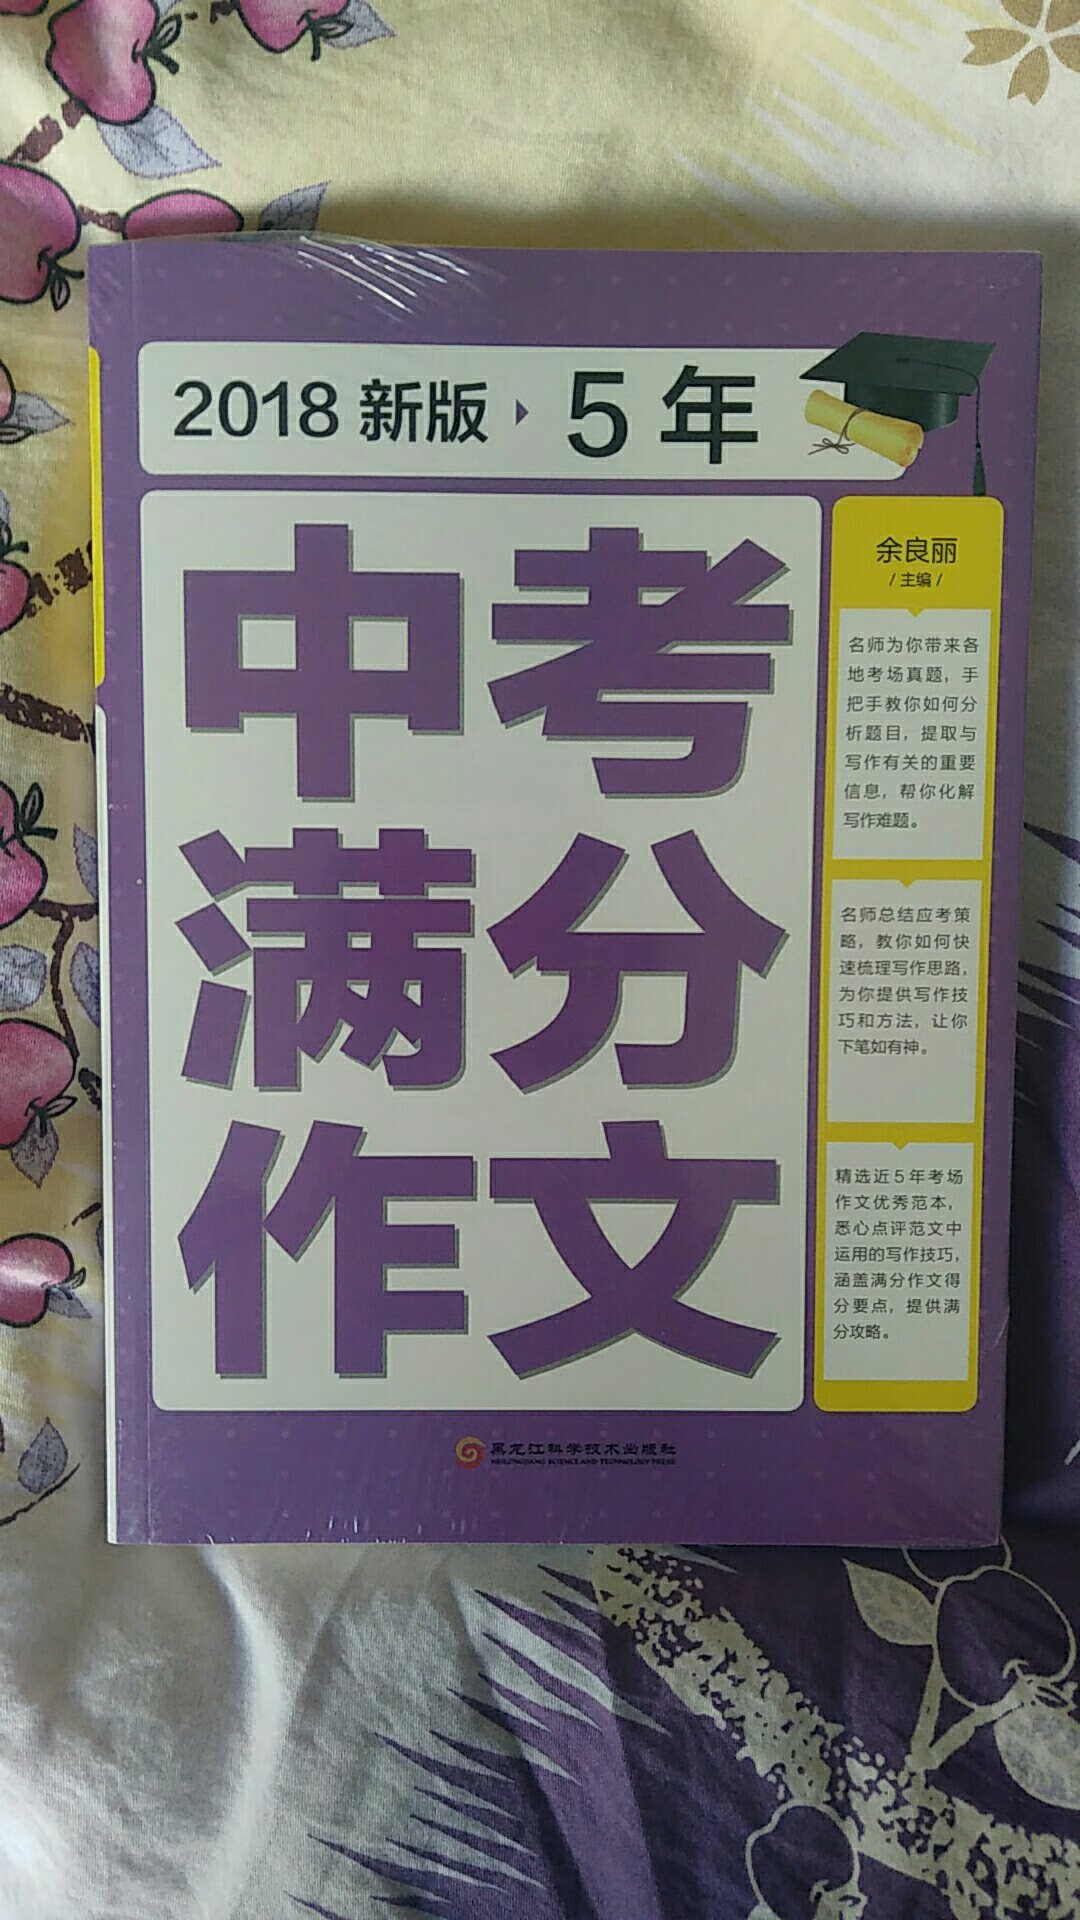 2018 新版 5 年
中考
满分
作文
余良丽
/ 主编 /
名师为你带来各
地考场真题，手
把手教你如何分
析题目，提取与
写作有关的重要
信息，帮你化解
写作难题。
名师总结应考策
略，教你如何快
速梳理写作思路，
为你提供写作技
巧和方法，让你
下笔如有神。
精选近5年考场
作文优秀范本，
悉心点评范文中
运用的写作技巧，
涵盖满分作文得
分要点，提供满
分攻略。
黑龙江科学技术出版社
HEILONGJIANG SCIENCE AND TECHNOLOGY PRESS